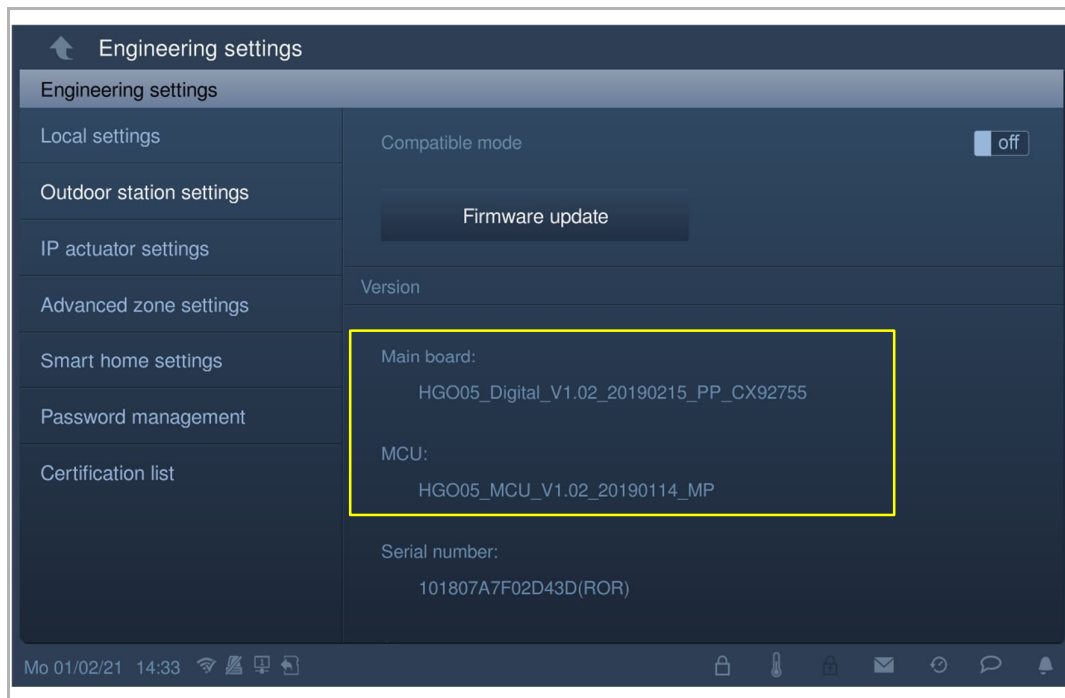 Engineering settings
Engineering settings
Local settings
Outdoor station settings
IP actuator settings
Advanced zone settings
Smart home settings
Password management
Certification list
Compatible mode
off
Firmware update
Version
Main board:
HGO05_Digital_V1.02_20190215_PP_CX92755
MCU:
HGO05_MCU_V1.02_20190114_MP
Serial number:
101807A7F02D43D(ROR)
Mo 01/02/21 14:33